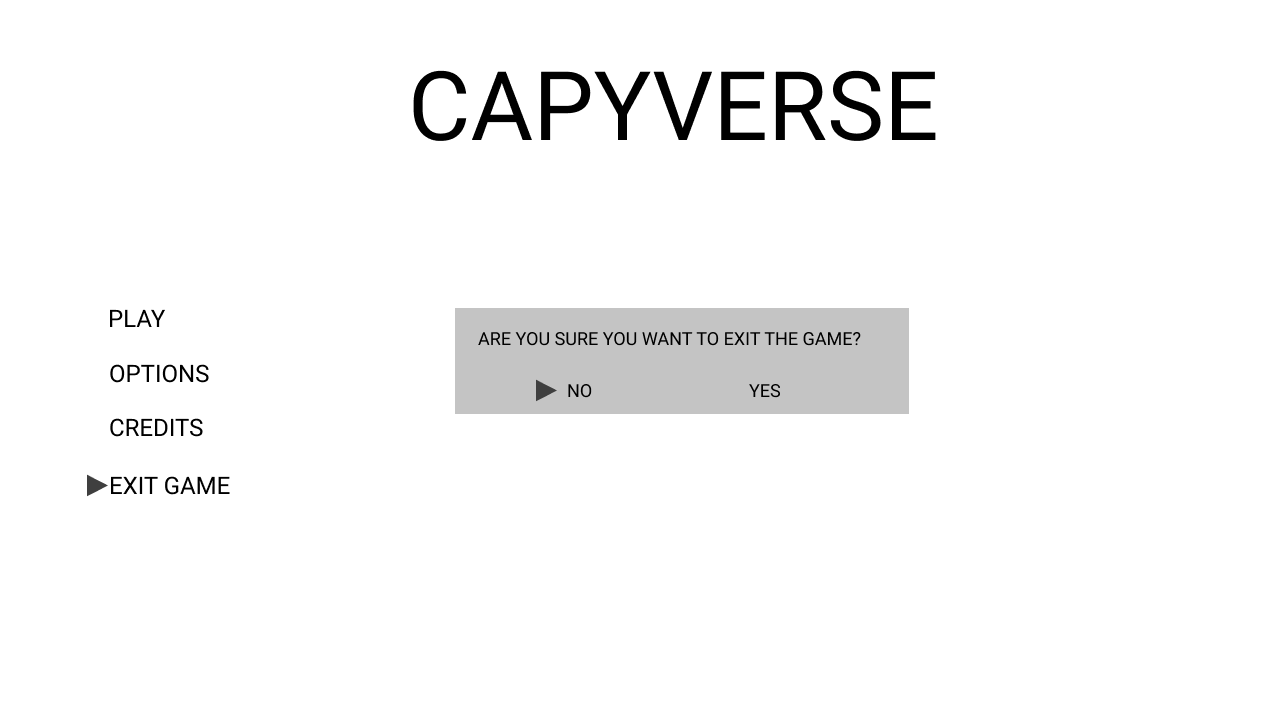 CAPYVERSE
PLAY
OPTIONS
CREDITS
EXIT GAME
ARE YOU SURE YOU WANT TO EXIT THE GAME?
NO YES